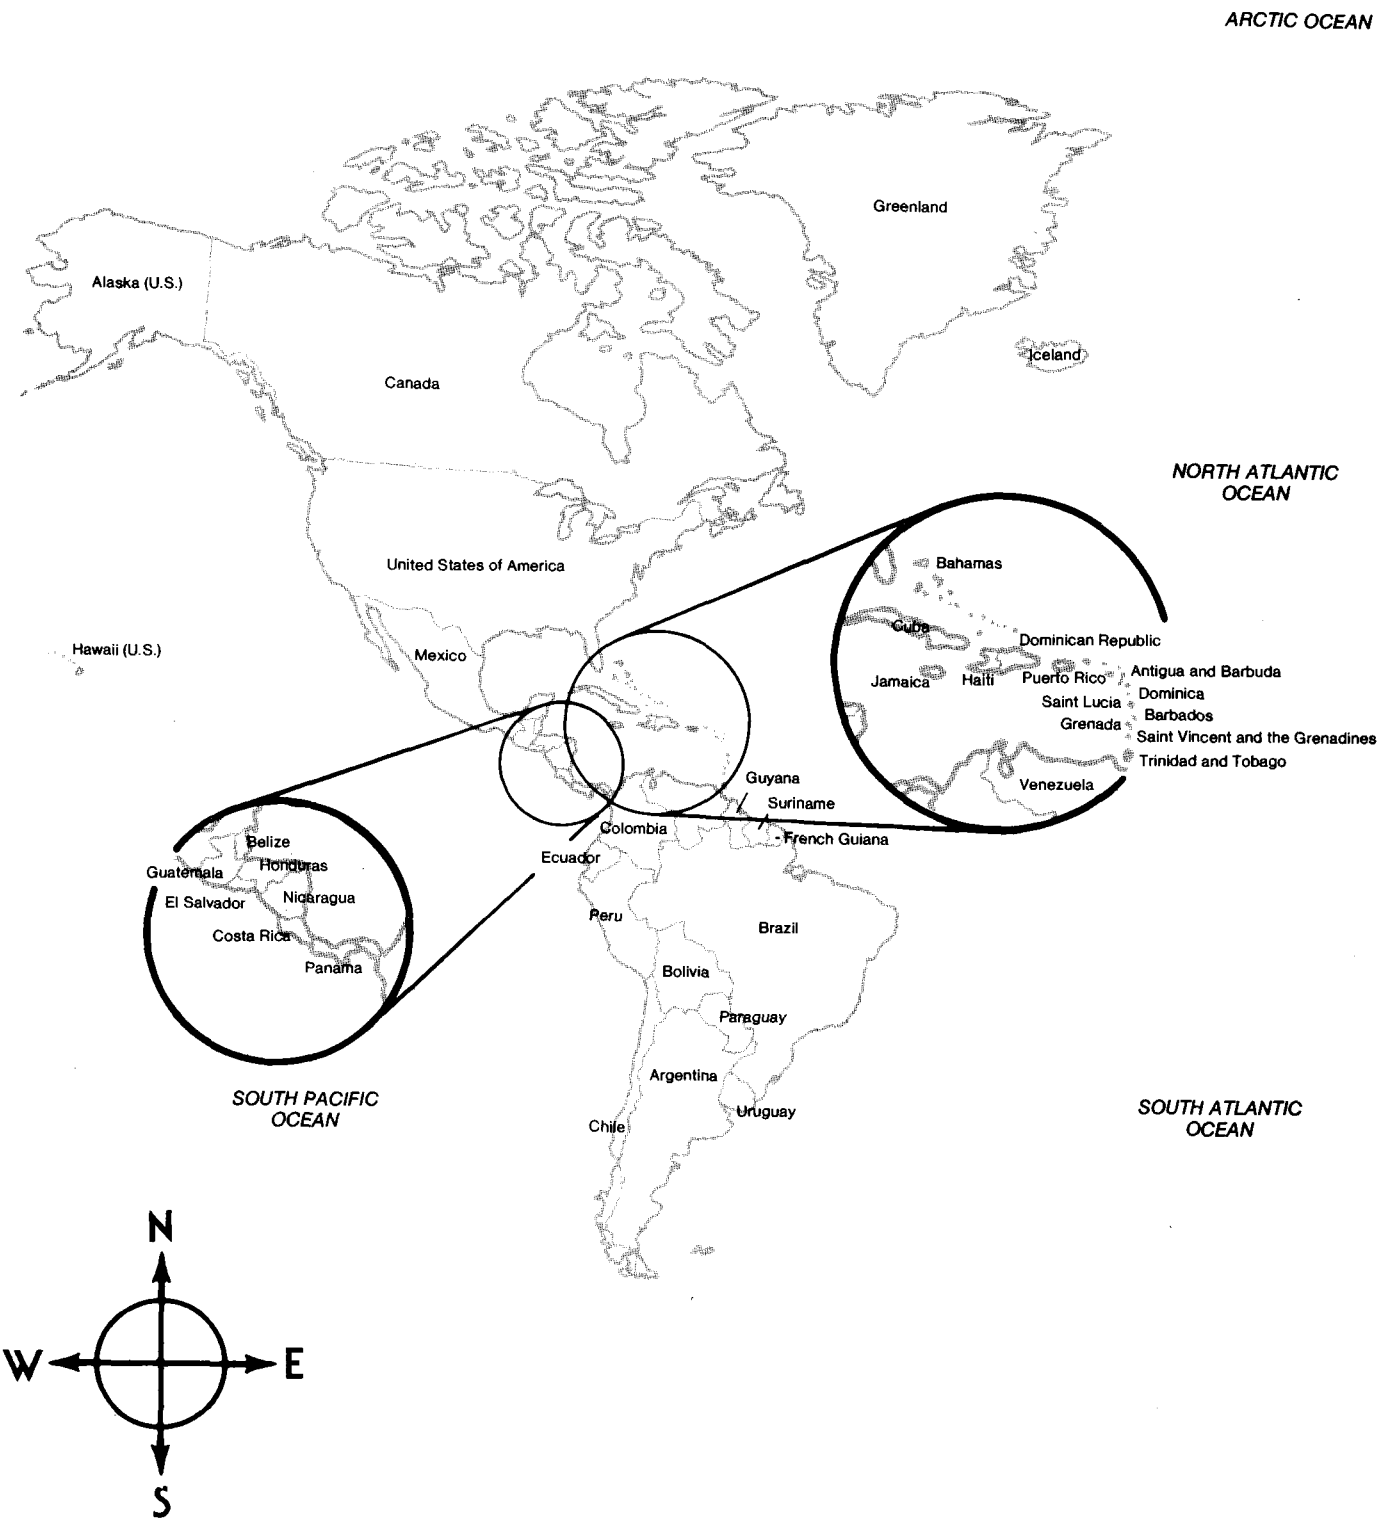 ARCTIC OCEAN
Greenland
Alaska (U.S.)
Iceland
Canada
NORTH ATLANTIC
OCEAN
United States of America
Bahamas
Cuba
Dominican Republic
Hawaii (U.S.)
Mexico
Jamaica
Haiti
Puerto Rico
Antigua and Barbuda
Dominica
Saint Lucia
Barbados
Grenada
Saint Vincent and the Grenadines
Trinidad and Tobago
Venezuela
Guyana
Suriname
French Guiana
Colombia
Ecuador
Belize
Honduras
Guatemala
Nicaragua
El Salvador
Costa Rica
Panama
Peru
Brazil
Bolivia
Paraguay
Argentina
Uruguay
Chile
SOUTH PACIFIC
OCEAN
SOUTH ATLANTIC
OCEAN
N
W
E
S